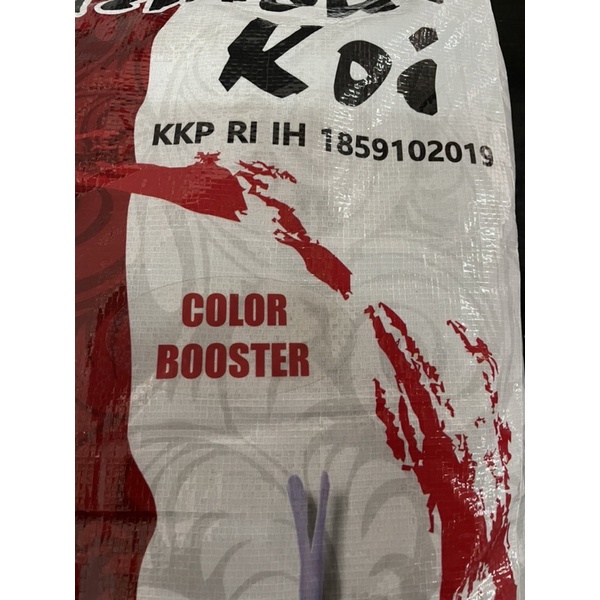 Koi
KKP RI IH 1859102019
COLOR
BOOSTER